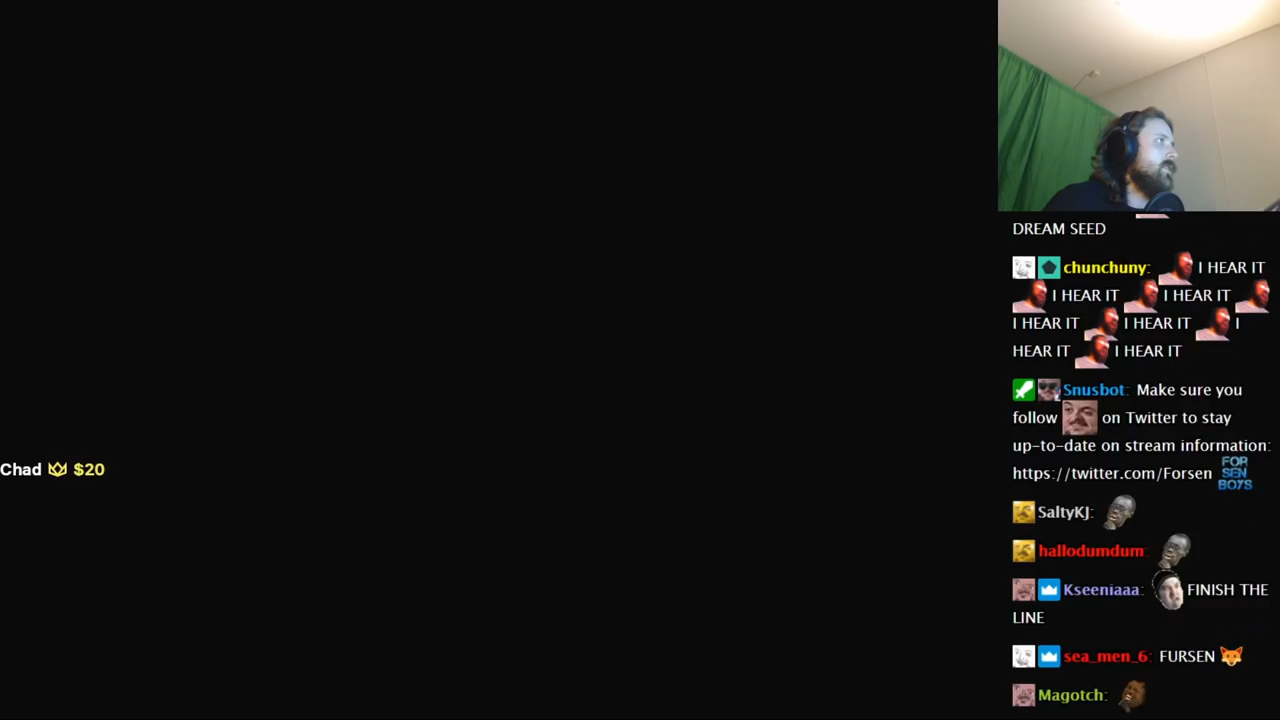 DREAM SEED
chunchuny: I HEAR IT
I HEAR IT I HEAR IT
I HEAR IT I HEAR IT I
HEAR IT I HEAR IT
Snusbot: Make sure you
follow on Twitter to stay
up-to-date on stream information:
https://twitter.com/Forsen FOR SEN BOYS
Chad $20
SaltyKJ:
hallodumdum:
Kseeniaaa: FINISH THE
LINE
sea_men_6: FURSEN
Magotch: